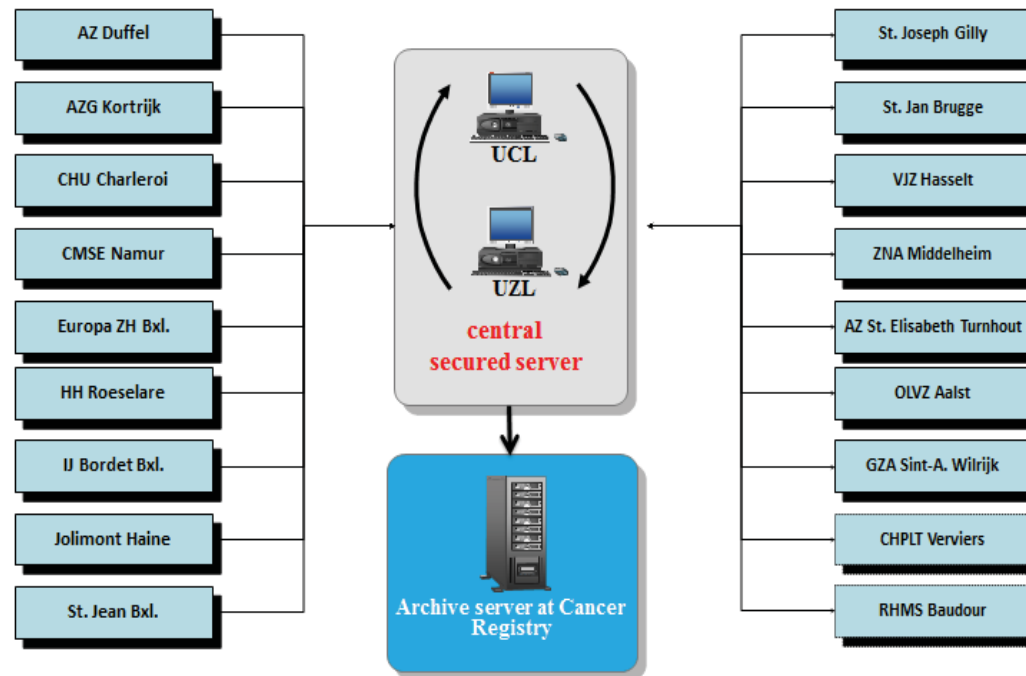 AZ Duffel
AZG Kortrijk
CHU Charleroi
CMSE Namur
Europa ZH Bxl.
HH Roeselare
IJ Bordet Bxl.
Jolimont Haine
St. Jean Bxl.
UCL
UZL
central
secured server
Archive server at Cancer
Registry
St. Joseph Gilly
St. Jan Brugge
VJZ Hasselt
ZNA Middelheim
AZ St. Elisabeth Turnhout
OLVZ Aalst
GZA Sint-A. Wilrijk
CHPLT Verviers
RHMS Baudour